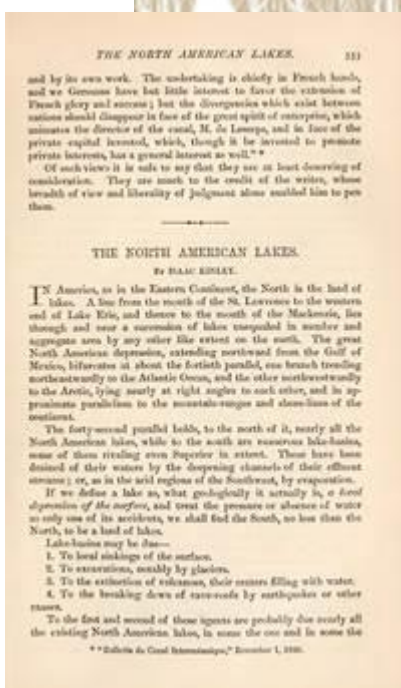 THE NORTH AMERICAN LAKES.
and by its own work. The undertaking is chiefly in French hands,
and we Germans have but little interest to favor the extension of
French glory and success; but the divergencies which exist between
nations should disappear in face of the great spirit of enterprise, which
animates the director of the canal, M. de Lesseps, and in face of the
private capital invested, which, though it be invested to promote
private interests, has a general interest as well." *
Of such views it is safe to say that they are at least deserving of
consideration. They are much to the credit of the writer, whose
breadth of view and liberality of judgment alone enabled him to pen
them.
THE NORTH AMERICAN LAKES.
By ISAAC KINLEY.
IN America, as in the Eastern Continent, the North is the land of
lakes. A line from the mouth of the St. Lawrence to the western
end of Lake Erie, and thence to the mouth of the Mackenzie, lies
through and near a succession of lakes unequaled in number and
aggregate area by any other like extent on the earth. The great
North American depression, extending northward from the Gulf of
Mexico, bifurcates at about the fortieth parallel, one branch trending
northeastwardly to the Atlantic Ocean, and the other northwestwardly
to the Arctic, lying nearly at right angles to each other, and in ap-
proximate parallelism to the mountain-ranges and shore-lines of the
continent.
The forty-second parallel holds, to the north of it, nearly all the
North American lakes, while to the south are numerous lake-basins,
some of them rivaling even Superior in extent. These have been
drained of their waters by the deepening channels of their effluent
streams; or, as in the arid regions of the Southwest, by evaporation.
If we define a lake as, what geologically it actually is, a local
depression of the surface, and treat the presence or absence of water
as only one of its accidents, we shall find the South, no less than the
North, to be a land of lakes.
Lake-basins may be due—
1. To local sinkings of the surface.
2. To excavations, notably by glaciers.
3. To the extinction of volcanoes, their craters filling with water.
4. To the breaking down of cave-roofs by earthquakes or other
causes.
To the first and second of these agents are probably due nearly all
the existing North American lakes, in some the one and in some the
* "Bulletin du Canal Interocéanique," 1,